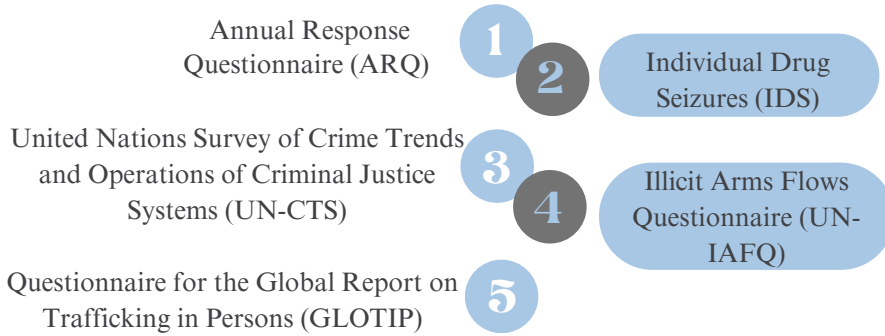 Annual Response
Questionnaire (ARQ)
1
2
Individual Drug
Seizures (IDS)
United Nations Survey of Crime Trends
and Operations of Criminal Justice
Systems (UN-CTS)
3
4
Illicit Arms Flows
Questionnaire (UN-
IAFQ)
Questionnaire for the Global Report on
Trafficking in Persons (GLOTIP)
5